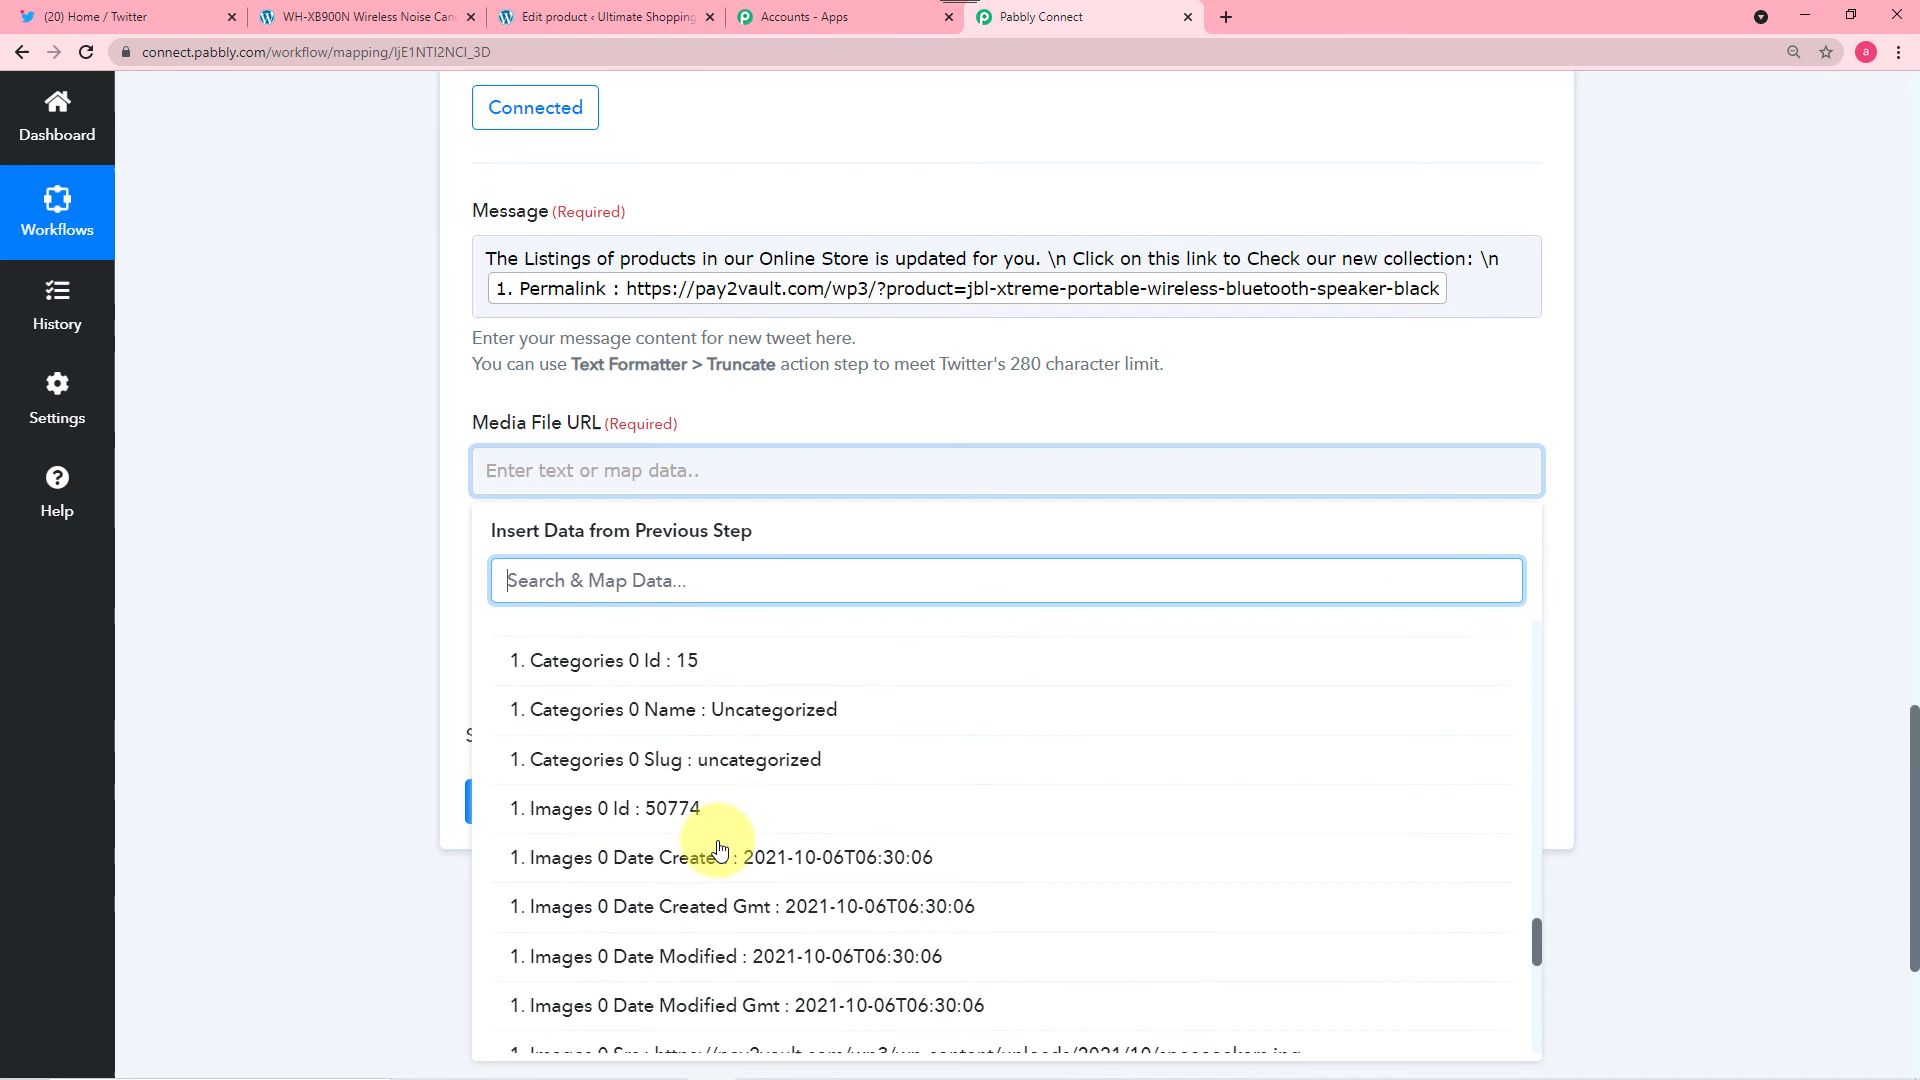 (20) Home / Twitter
WH-XB900N Wireless Noise Can
Edit product ‹ Ultimate Shopping
Accounts - Apps
Pabbly Connect
connect.pabbly.com/workflow/mapping/IjE1NTI2NCI_3D
a
Dashboard
Workflows
History
Settings
Help
Connected
Message (Required)
The Listings of products in our Online Store is updated for you. \n Click on this link to Check our new collection: \n
1. Permalink : https://pay2vault.com/wp3/?product=jbl-xtreme-portable-wireless-bluetooth-speaker-black
Enter your message content for new tweet here.
You can use Text Formatter > Truncate action step to meet Twitter's 280 character limit.
Media File URL (Required)
Enter text or map data..
Insert Data from Previous Step
Search & Map Data...
1. Categories 0 Id : 15
1. Categories 0 Name : Uncategorized
1. Categories 0 Slug : uncategorized
1. Images 0 Id : 50774
1. Images 0 Date Created : 2021-10-06T06:30:06
1. Images 0 Date Created Gmt : 2021-10-06T06:30:06
1. Images 0 Date Modified : 2021-10-06T06:30:06
1. Images 0 Date Modified Gmt : 2021-10-06T06:30:06